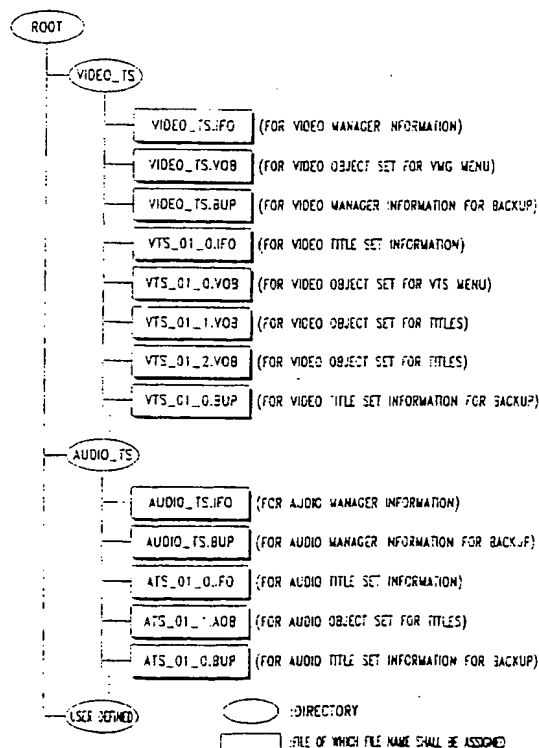 ROOT
VIDEO_TS
VIDEO_TS.IFO (FOR VIDEO MANAGER INFORMATION)
VIDEO_TS.VOB (FOR VIDEO OBJECT SET FOR VMG MENU)
VIDEO_TS.BUP (FOR VIDEO MANAGER INFORMATION FOR BACKUP)
VTS_01_0.IFO (FOR VIDEO TITLE SET INFORMATION)
VTS_01_0.VOB (FOR VIDEO OBJECT SET FOR VTS MENU)
VTS_01_1.VOB (FOR VIDEO OBJECT SET FOR TITLES)
VTS_01_2.VOB (FOR VIDEO OBJECT SET FOR TITLES)
VTS_01_0.BUP (FOR VIDEO TITLE SET INFORMATION FOR BACKUP)
AUDIO_TS
AUDIO_TS.IFO (FOR AUDIO MANAGER INFORMATION)
AUDIO_TS.BUP (FOR AUDIO MANAGER INFORMATION FOR BACKUP)
ATS_01_0.IFO (FOR AUDIO TITLE SET INFORMATION)
ATS_01_1.AOB (FOR AUDIO OBJECT SET FOR TITLES)
ATS_01_0.BUP (FOR AUDIO TITLE SET INFORMATION FOR BACKUP)
USER DEFINED
:DIRECTORY
:FILE OF WHICH FILE NAME SHALL BE ASSIGNED